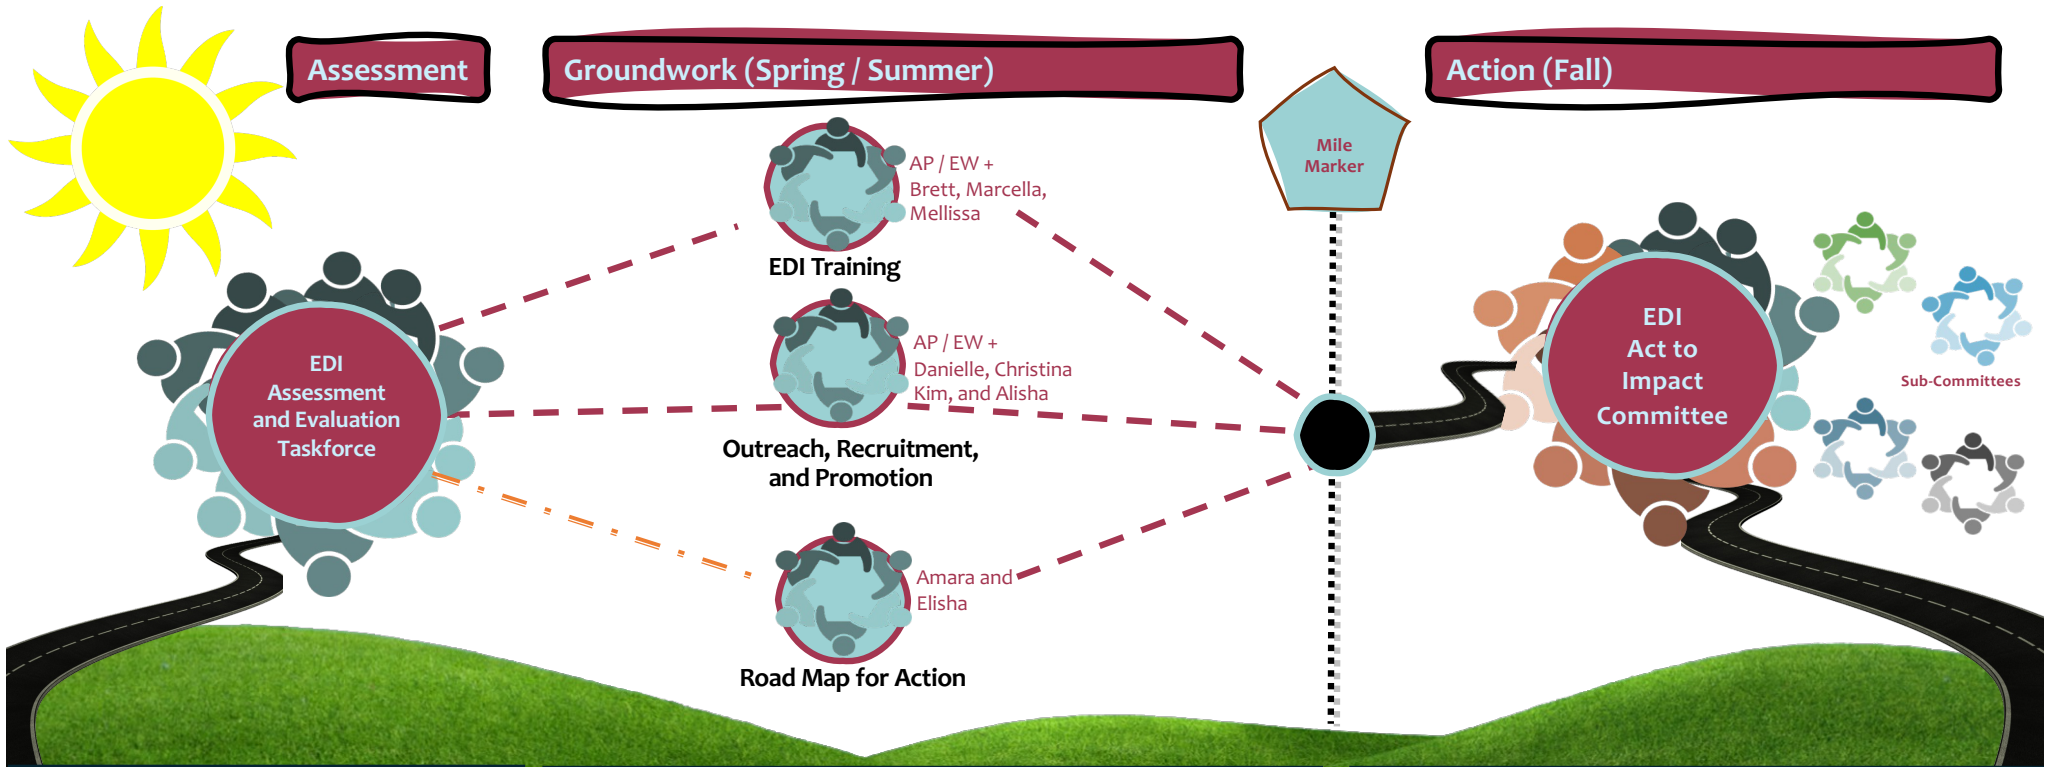 Assessment
Groundwork (Spring / Summer)
Action (Fall)
Mile
Marker
AP / EW +
Brett, Marcella,
Mellissa
EDI Training
EDI
Assessment
and Evaluation
Taskforce
AP / EW +
Danielle, Christina
Kim, and Alisha
Outreach, Recruitment,
and Promotion
Amara and
Elisha
Road Map for Action
EDI
Act to
Impact
Committee
Sub-Committees